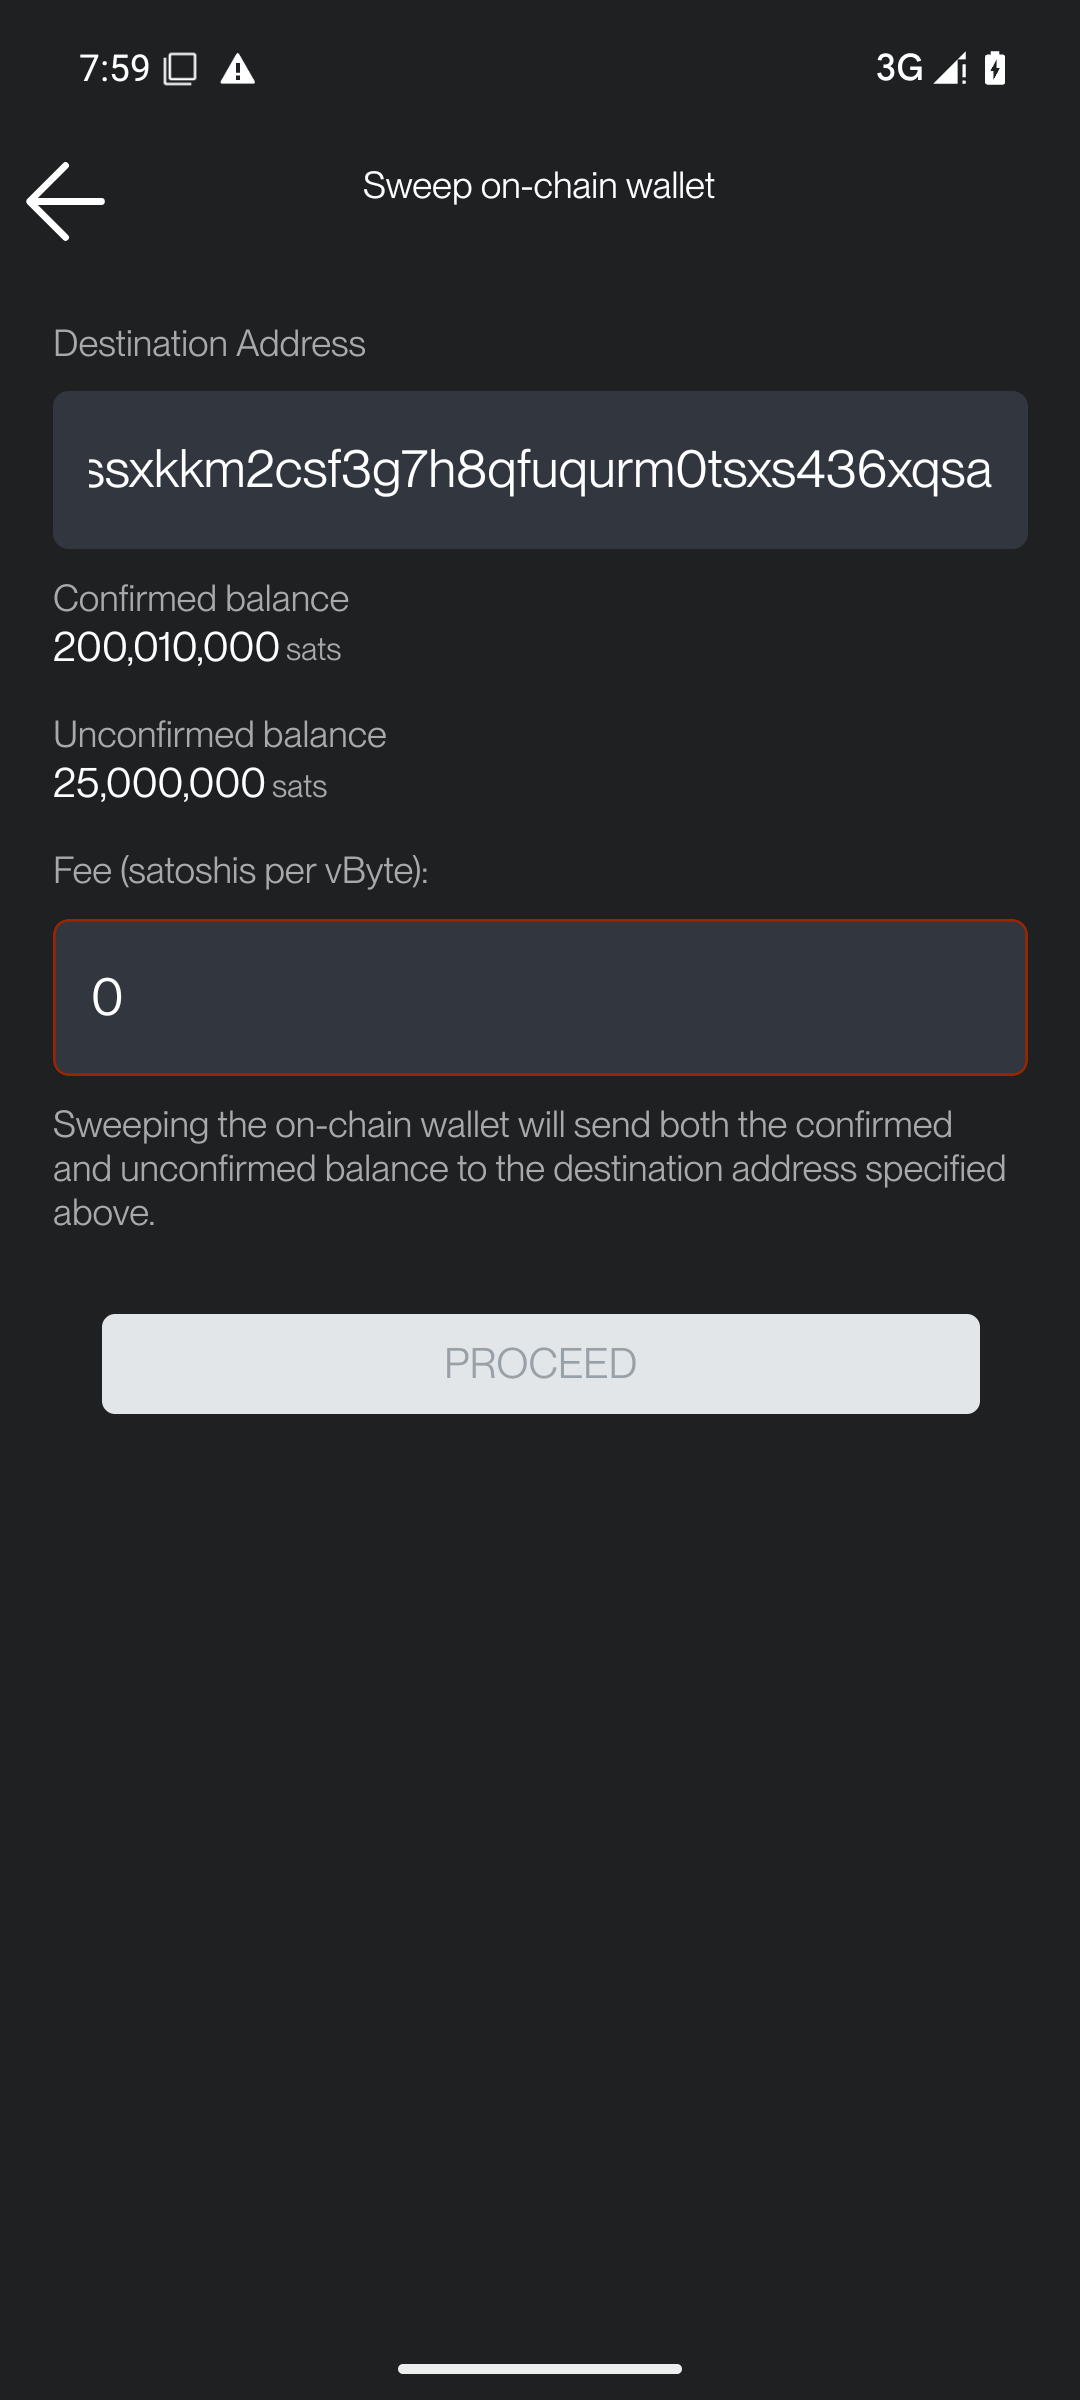 7:59
3G
Sweep on-chain wallet
Destination Address
ssxkkm2csf3g7h8qfuqurm0tsxs436xqsa
Confirmed balance
200,010,000 sats
Unconfirmed balance
25,000,000 sats
Fee (satoshis per vByte):
0
Sweeping the on-chain wallet will send both the confirmed
and unconfirmed balance to the destination address specified
above.
PROCEED